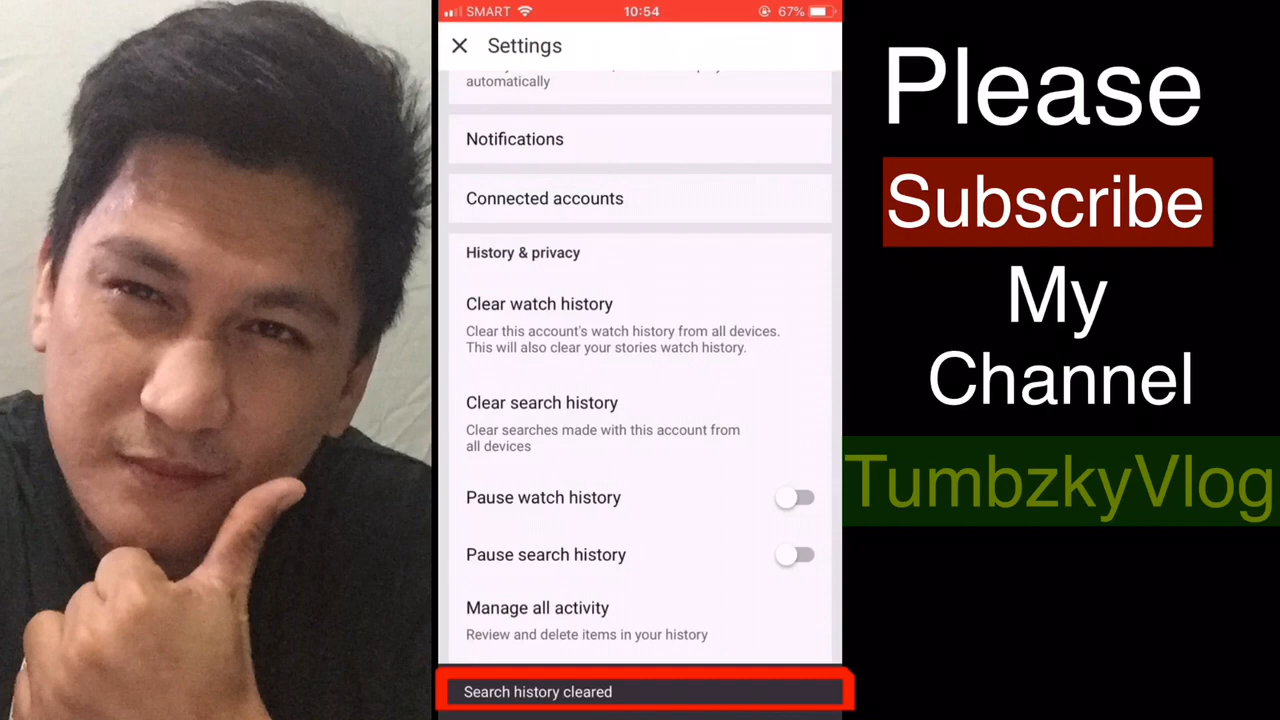 SMART 10:54 67%
Settings
automatically
Notifications
Connected accounts
History & privacy
Clear watch history
Clear this account's watch history from all devices.
This will also clear your stories watch history.
Clear search history
Clear searches made with this account from
all devices
Pause watch history
Pause search history
Manage all activity
Review and delete items in your history
Search history cleared
Please
Subscribe
My
Channel
TumbzkyVlog